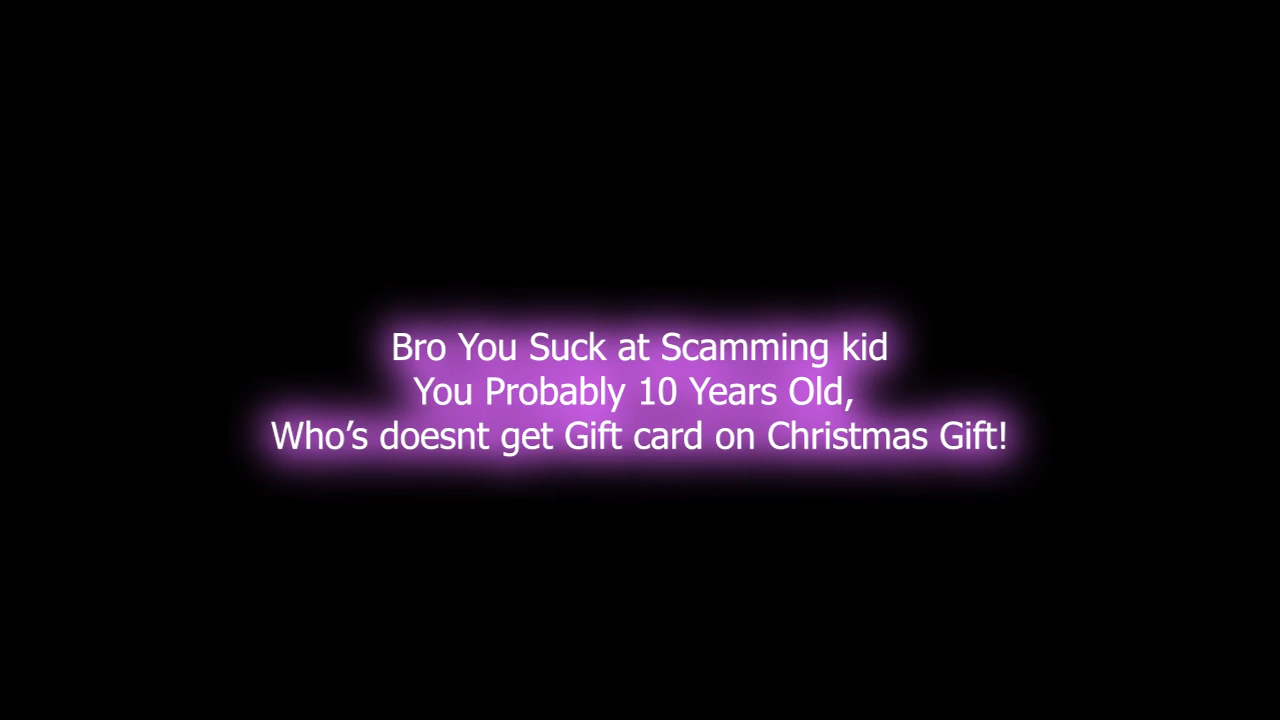 Bro You Suck at Scamming kid
You Probably 10 Years Old,
Who’s doesnt get Gift card on Christmas Gift!